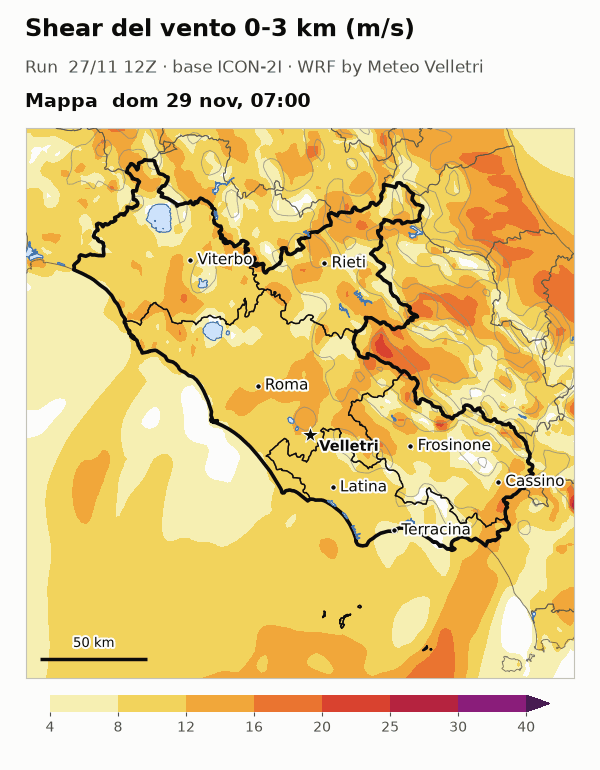 Shear del vento 0-3 km (m/s)
Run  27/11 12Z · base ICON-2I · WRF by Meteo Velletri
Mappa  dom 29 nov, 07:00
Viterbo
Rieti
Roma
Velletri
Frosinone
Latina
Cassino
Terracina
50 km
4 8 12 16 20 25 30 40